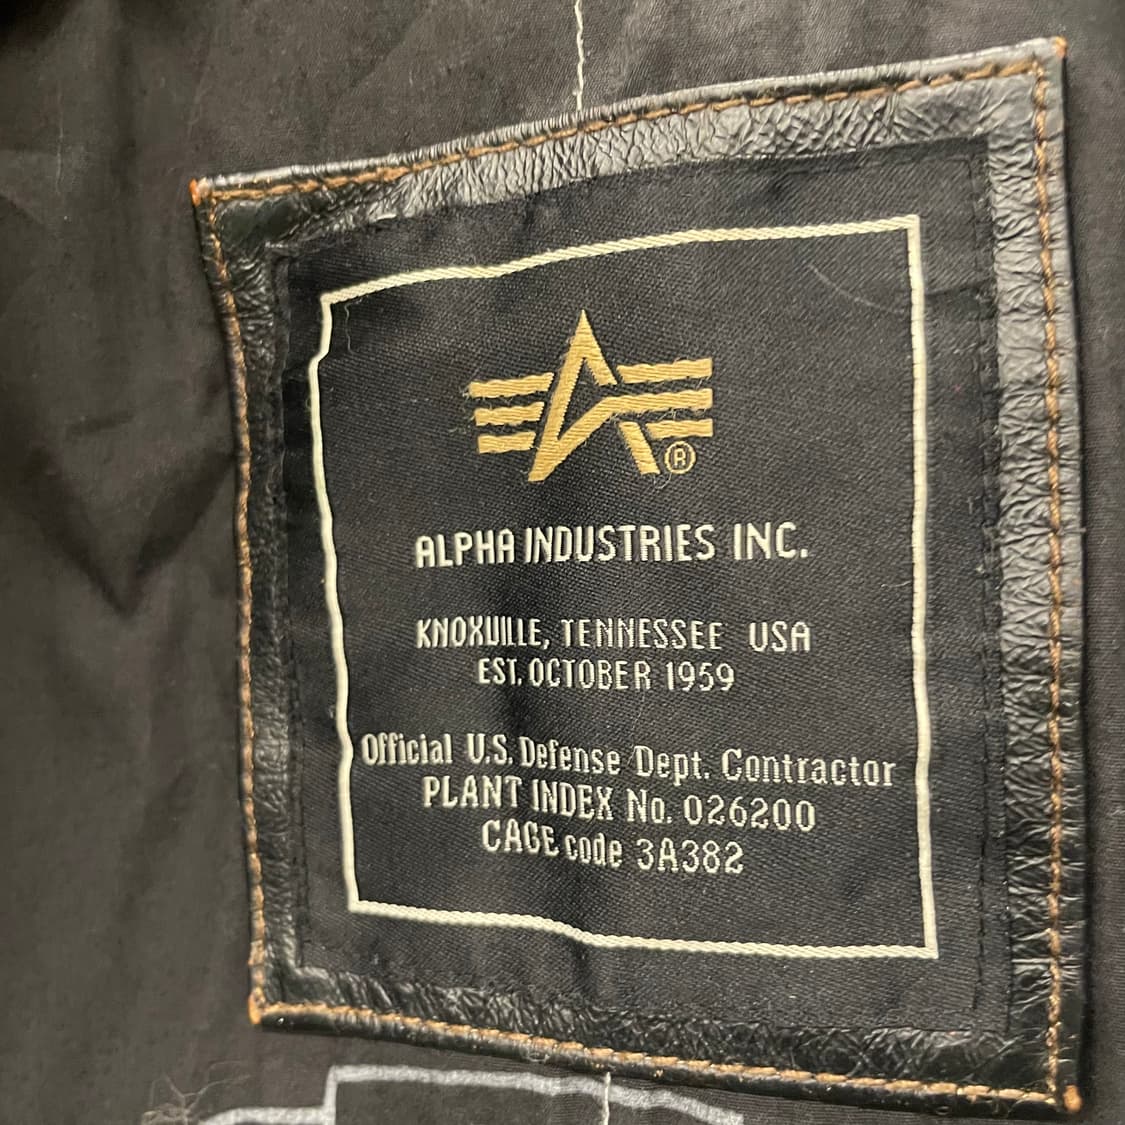 ®
ALPHA INDUSTRIES INC.
KNOXVILLE, TENNESSEE USA
EST. OCTOBER 1959
Official U.S. Defense Dept. Contractor
PLANT INDEX No. 026200
CAGE code 3A382